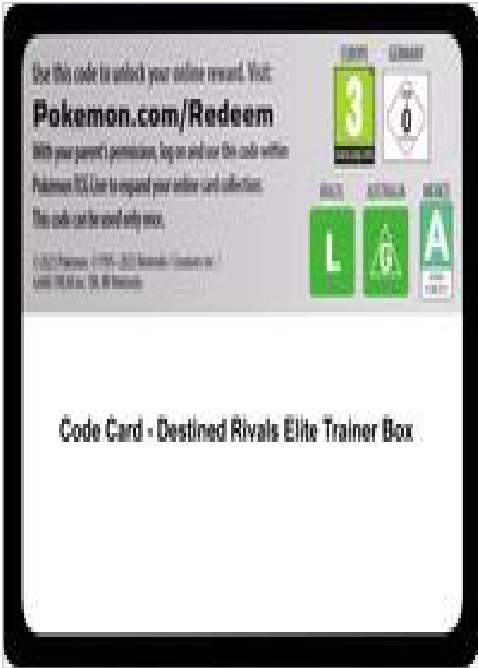 Use this code to unlock your online reward. Visit:
Pokemon.com/Redeem
With your parent's permission, log on and use this code within
Pokémon TCG Live to expand your online card collection.
This code can be used only once.
EUROPE GERMANY
3
0
BRAZIL AUSTRALIA MEXICO
L
G
A
Code Card - Destined Rivals Elite Trainer Box